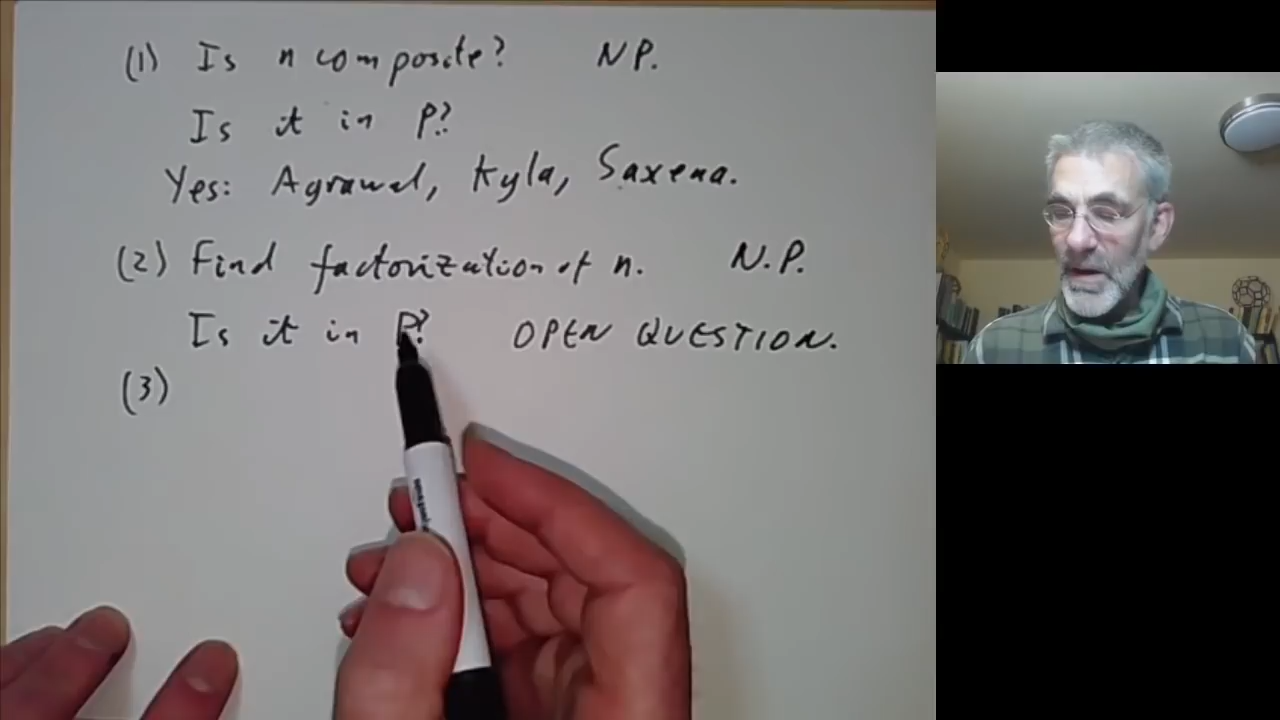 (1) Is n composite? NP.
Is it in P?
Yes: Agrawal, Kyla, Saxena.
(2) Find factorization of n. N.P.
Is it in P? OPEN QUESTION.
(3)